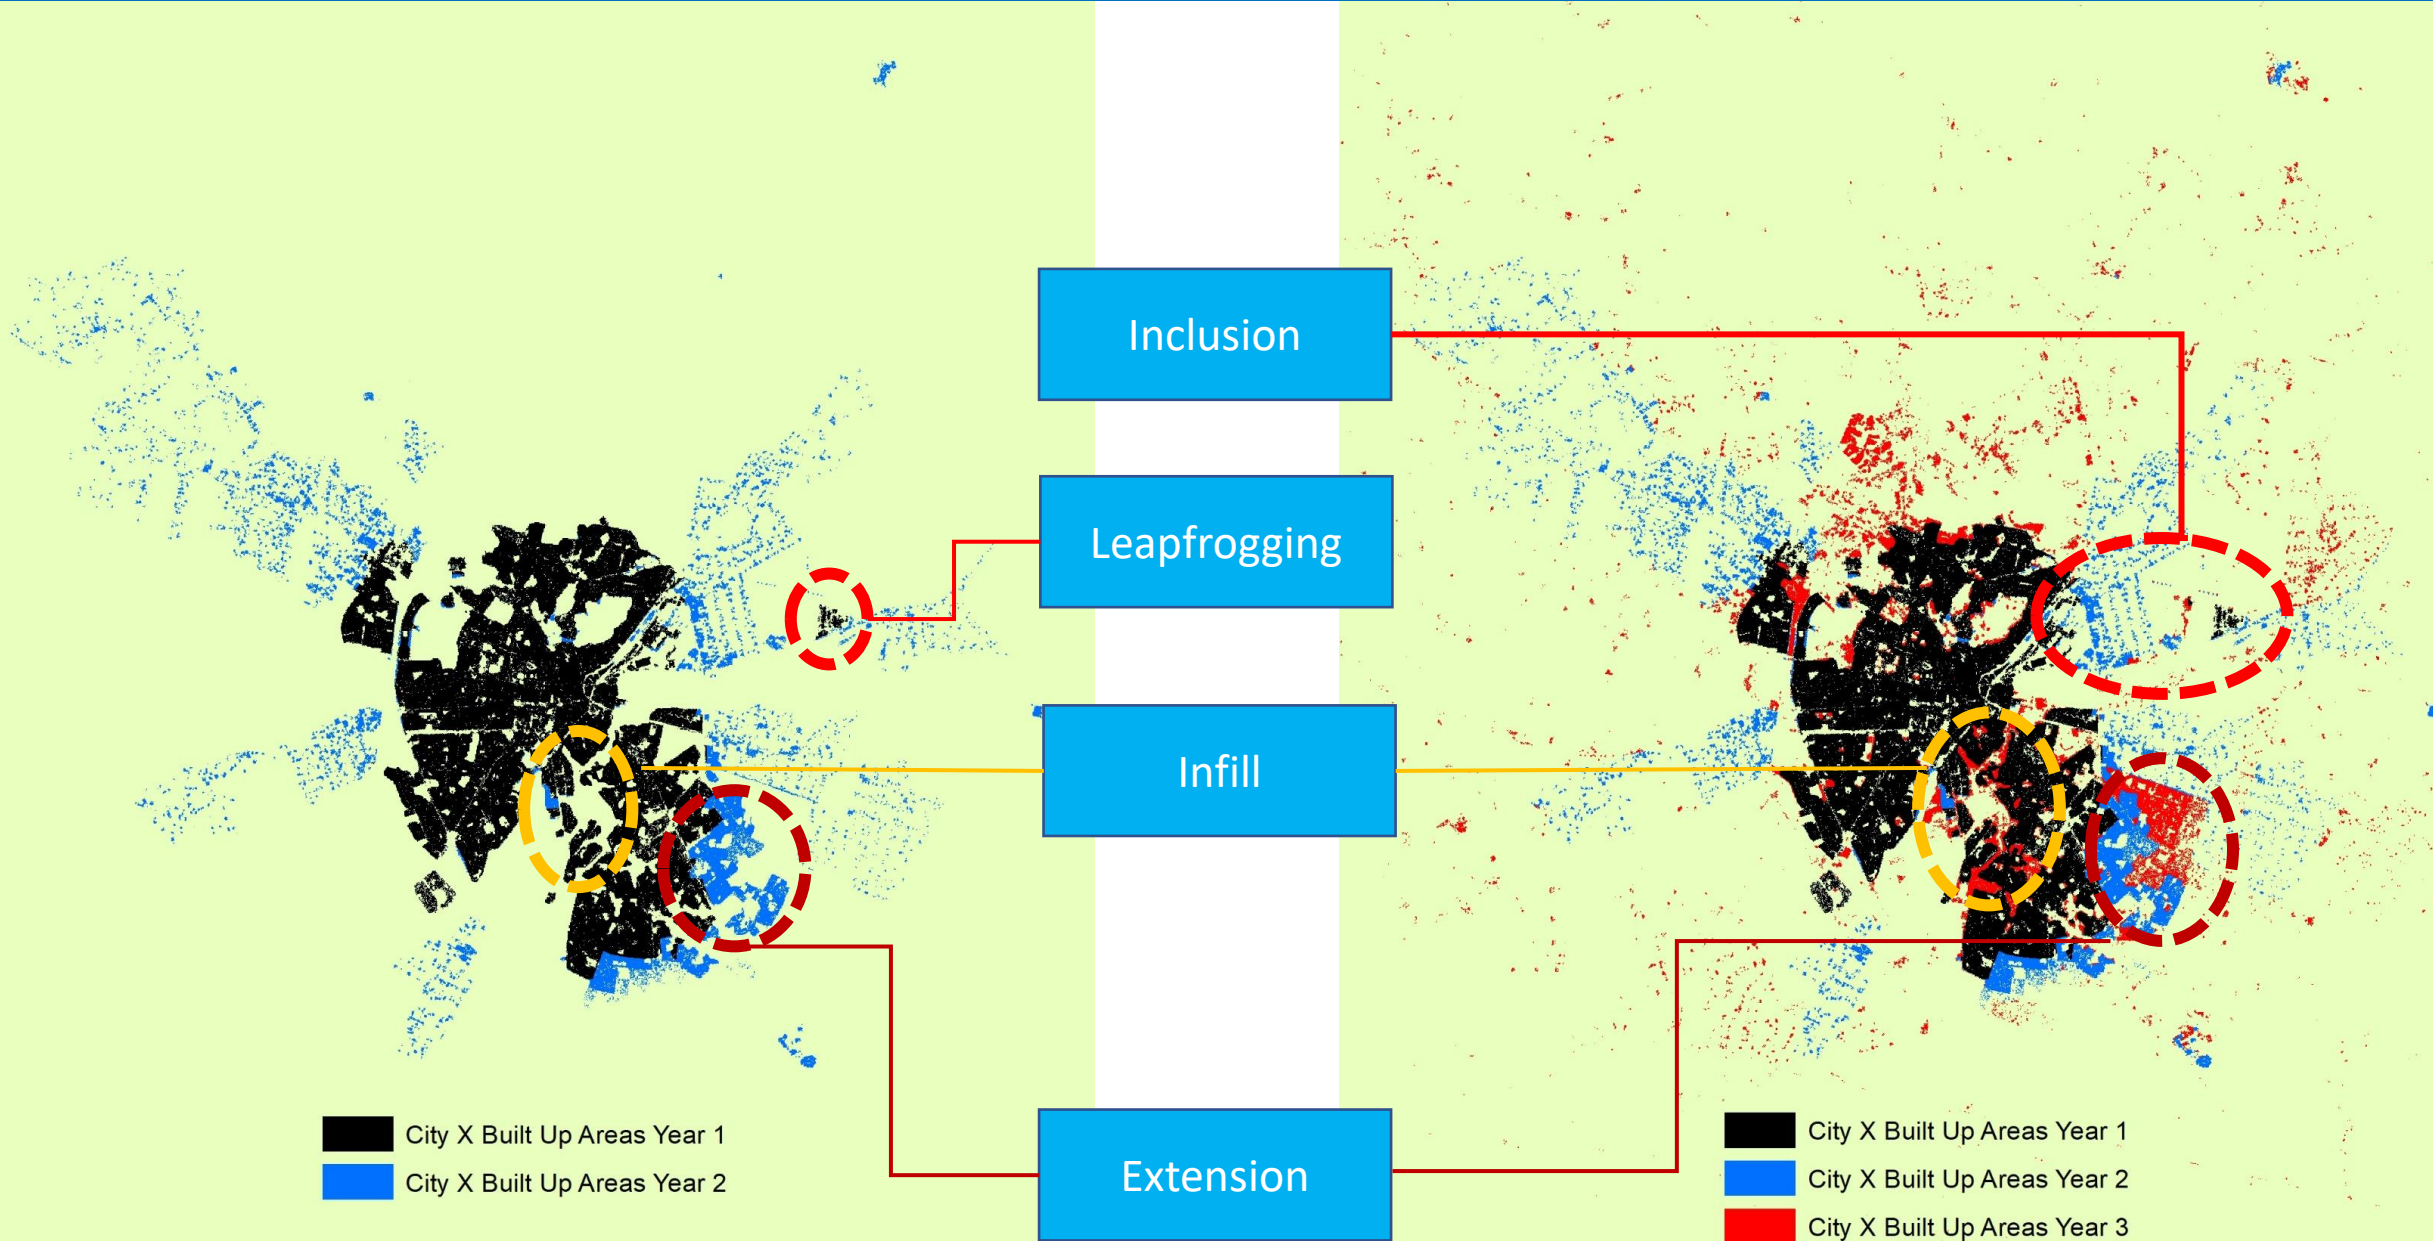 Inclusion
Leapfrogging
Infill
Extension
City X Built Up Areas Year 1
City X Built Up Areas Year 2
City X Built Up Areas Year 1
City X Built Up Areas Year 2
City X Built Up Areas Year 3